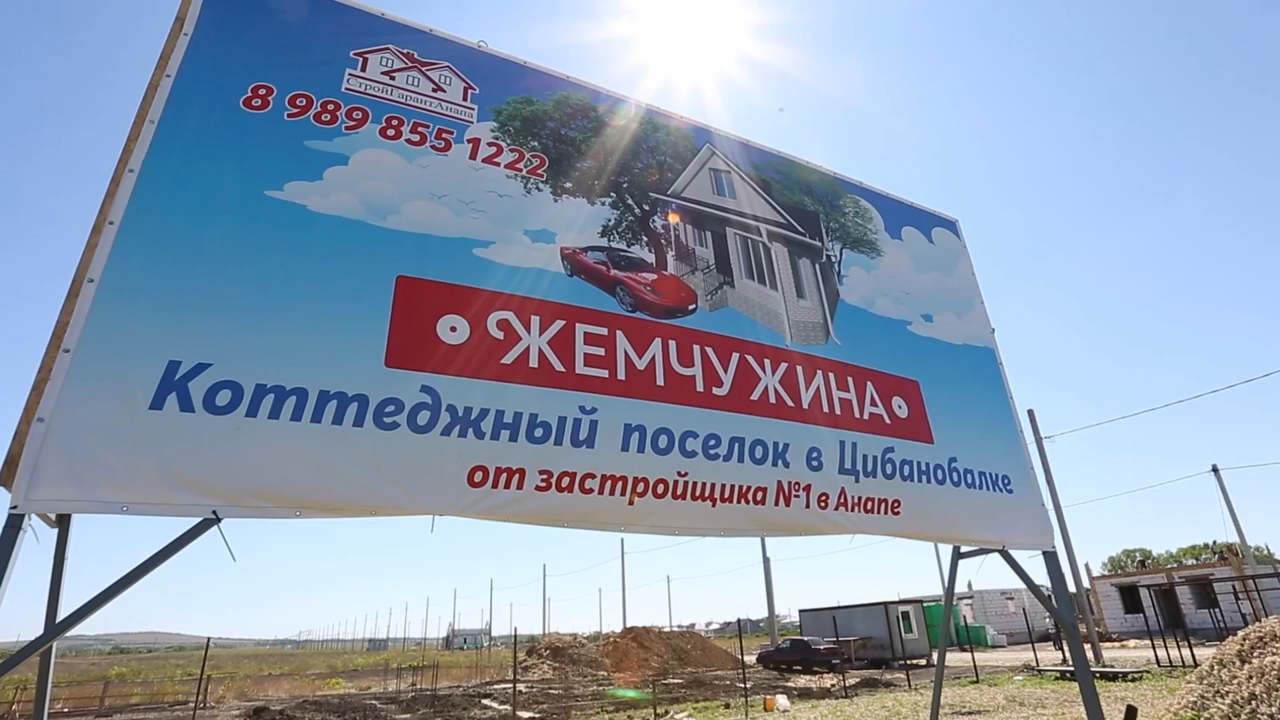 СтройГарантАнапа
8 989 855 1222
ЖЕМЧУЖИНА
Коттеджный поселок в Цибанобалке
от застройщика №1 в Анапе